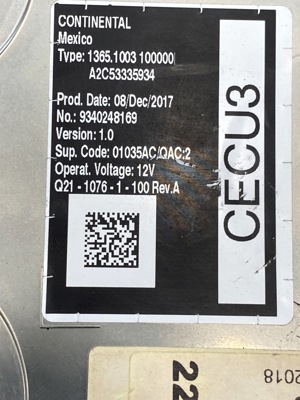 CONTINENTAL
Mexico
Type: 1365.1003 100000
A2C53335934
Prod. Date: 08/Dec/2017
No.: 9340248169
Version: 1.0
Sup. Code: 01035AC/QAC:2
Operat. Voltage: 12V
Q21 - 1076 - 1 - 100 Rev.A
CECU3
2018
22